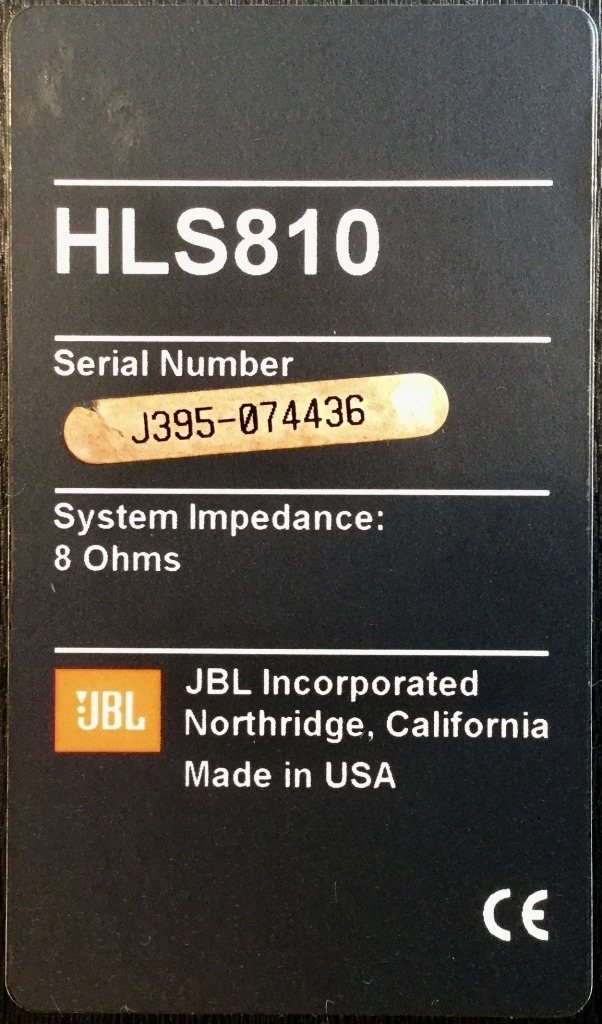 HLS810
Serial Number
J395-074436
System Impedance:
8 Ohms
JBL
JBL Incorporated
Northridge, California
Made in USA
CE